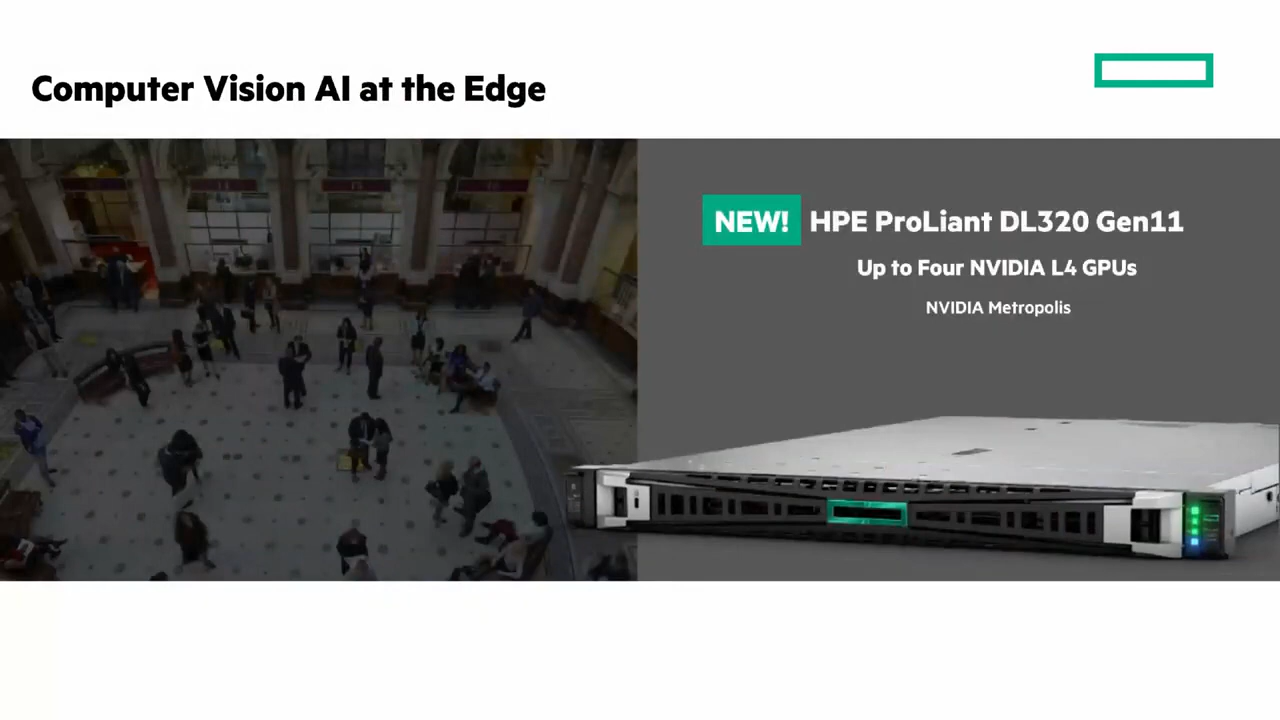 Computer Vision AI at the Edge
NEW! HPE ProLiant DL320 Gen11
Up to Four NVIDIA L4 GPUs
NVIDIA Metropolis